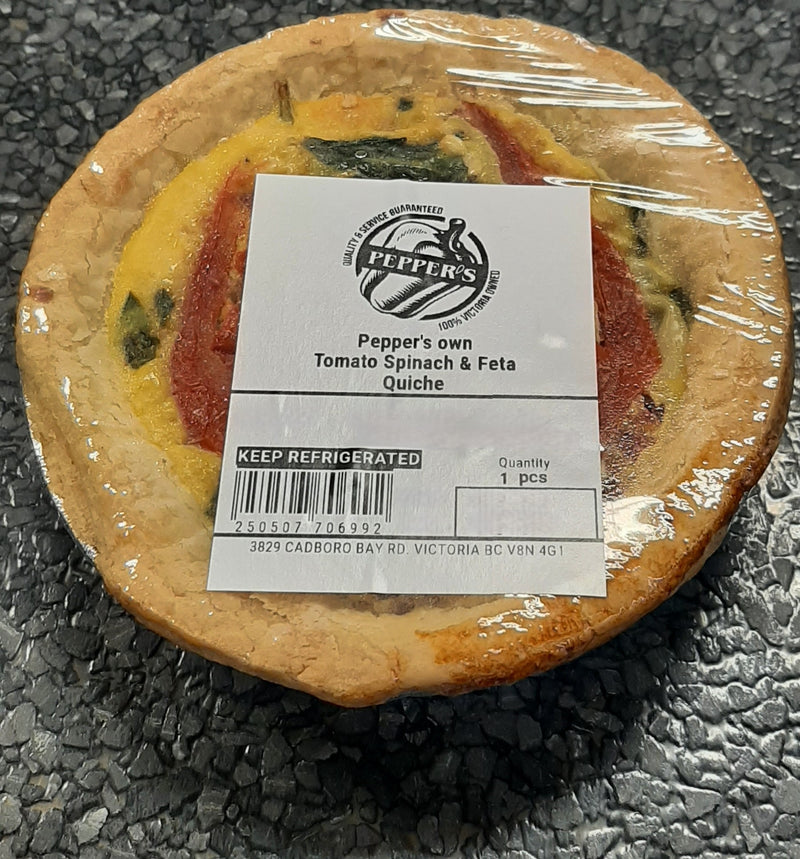 QUALITY & SERVICE GUARANTEED
PEPPER'S
100% VICTORIA OWNED
Pepper's own
Tomato Spinach & Feta
Quiche
KEEP REFRIGERATED
Quantity
1 pcs
250507 706992
3829 CADBORO BAY RD. VICTORIA BC V8N 4G1